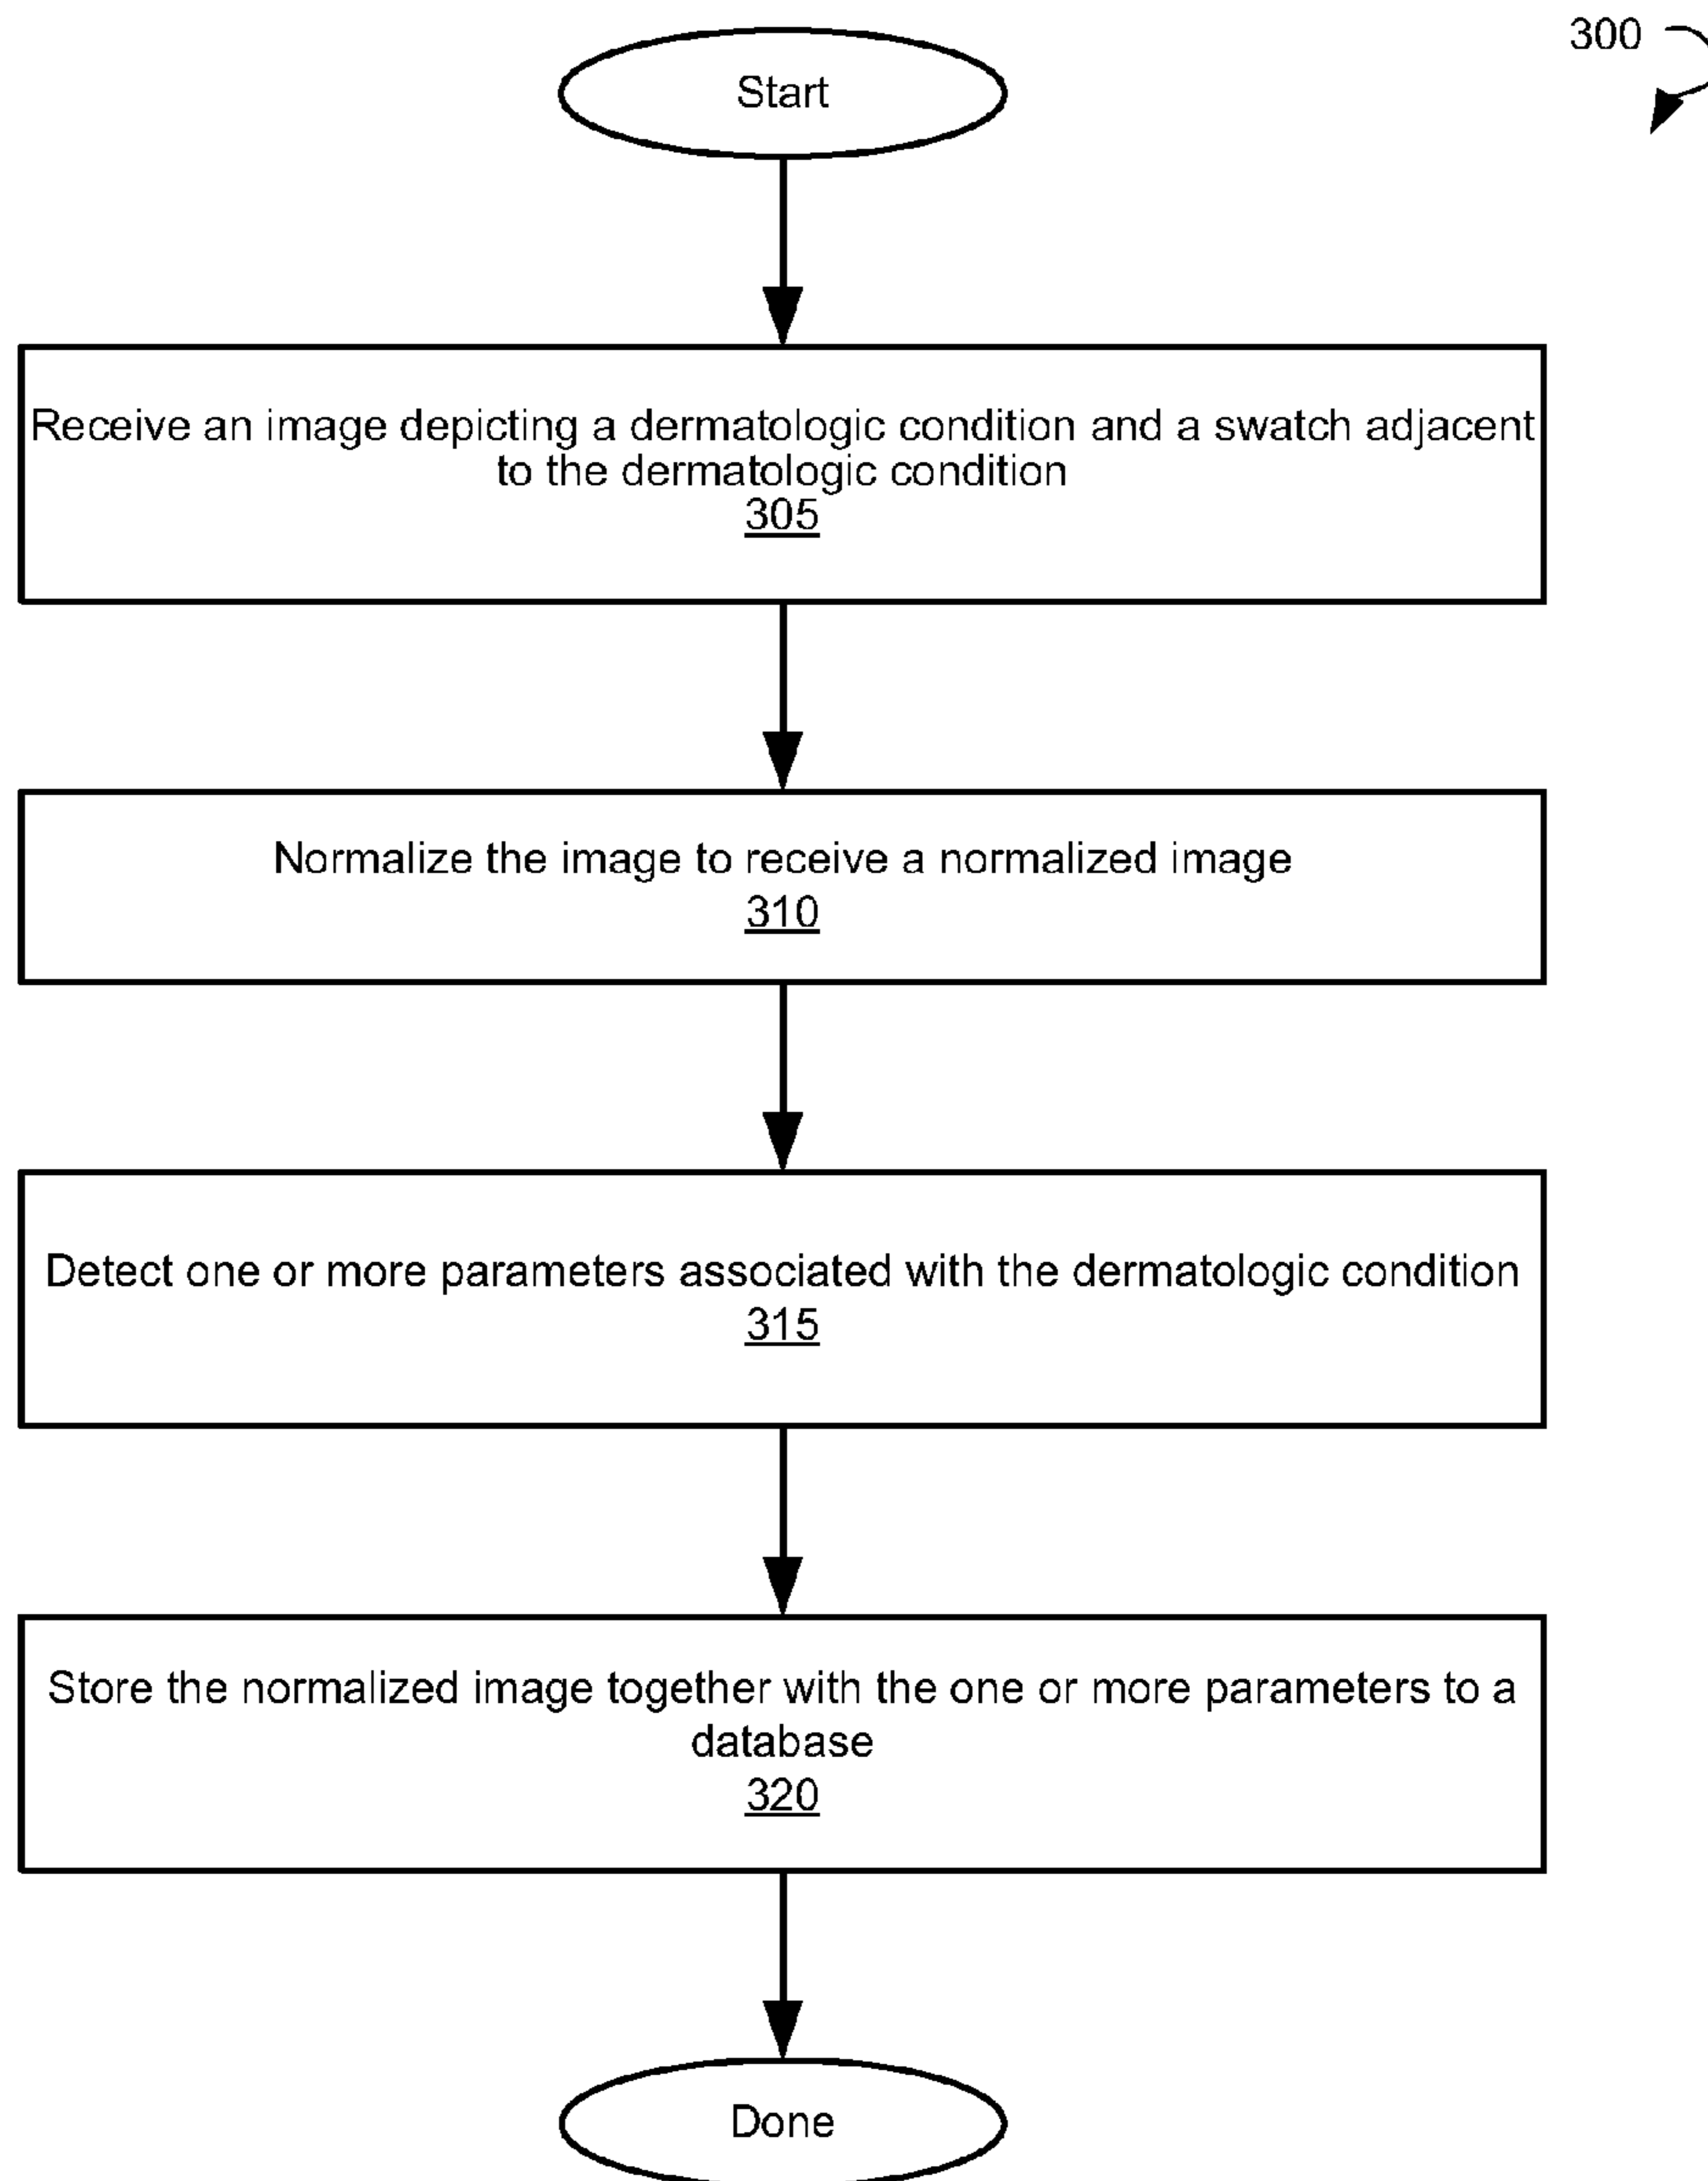 300
Start
Receive an image depicting a dermatologic condition and a swatch adjacent
to the dermatologic condition
305
Normalize the image to receive a normalized image
310
Detect one or more parameters associated with the dermatologic condition
315
Store the normalized image together with the one or more parameters to a
database
320
Done